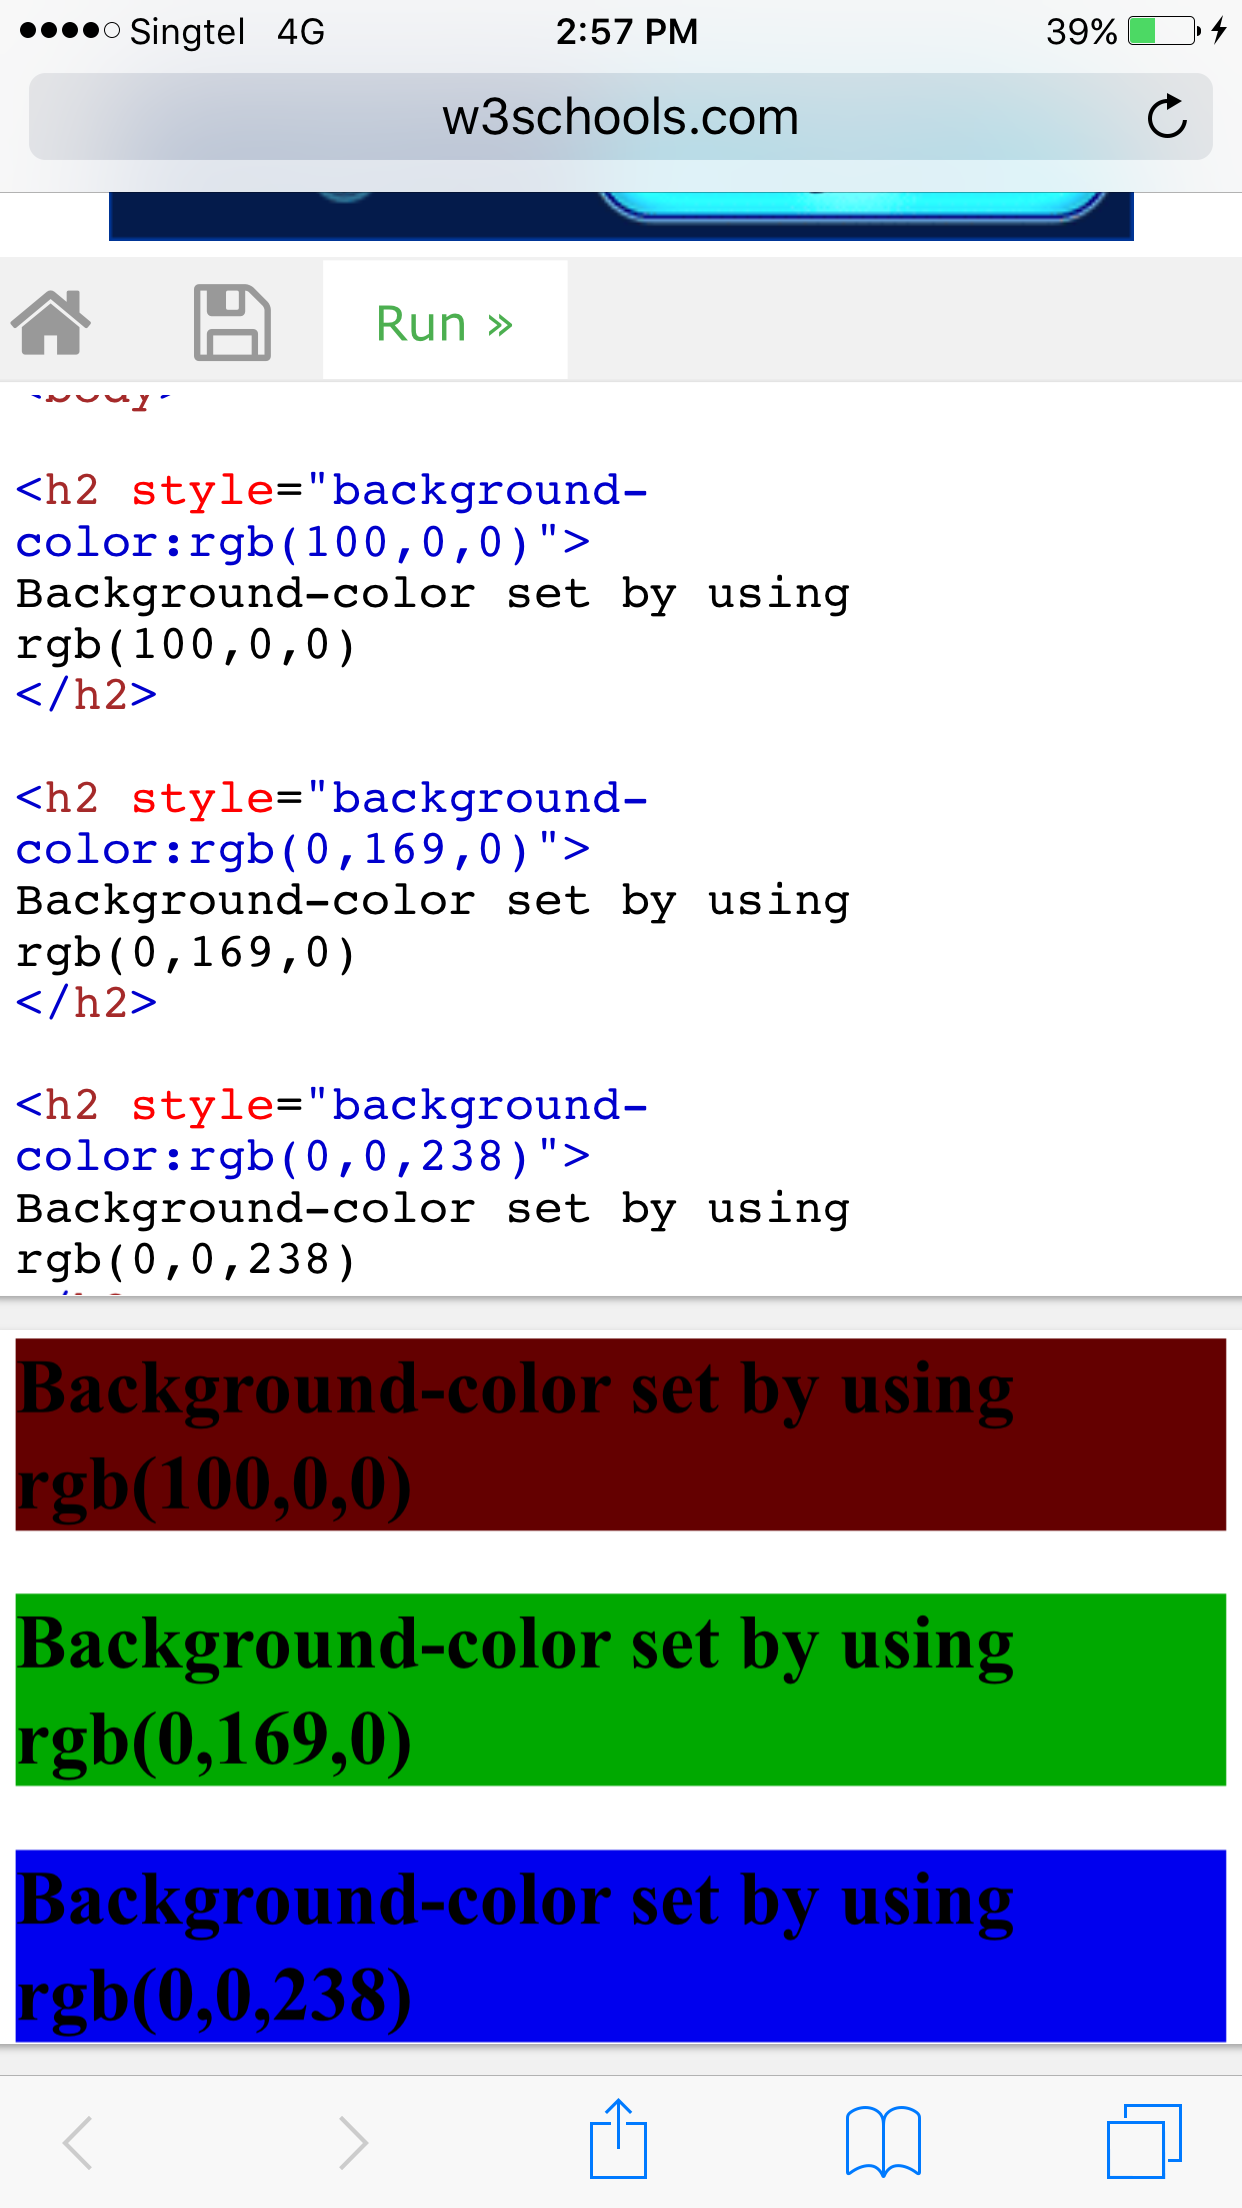 Singtel 4G 2:57 PM 39%
w3schools.com
Run »
<body>
<h2 style="background-
color:rgb(100,0,0)">
Background-color set by using
rgb(100,0,0)
</h2>
<h2 style="background-
color:rgb(0,169,0)">
Background-color set by using
rgb(0,169,0)
</h2>
<h2 style="background-
color:rgb(0,0,238)">
Background-color set by using
rgb(0,0,238)
Background-color set by using
rgb(100,0,0)
Background-color set by using
rgb(0,169,0)
Background-color set by using
rgb(0,0,238)